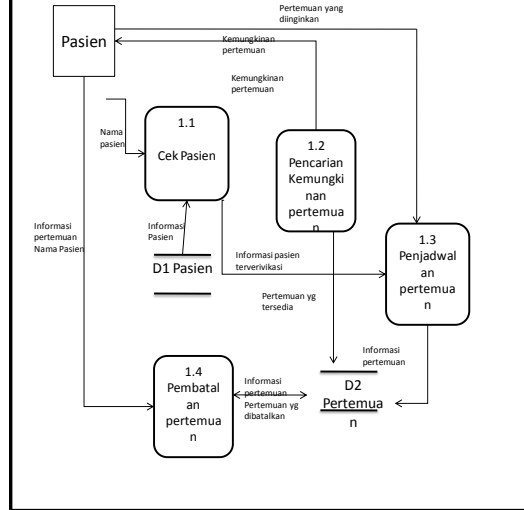 Pertemuan yang
diinginkan
Pasien
Kemungkinan
pertemuan
Kemungkinan
pertemuan
1.1
Cek Pasien
Nama
pasien
1.2
Pencarian
Kemungki
nan
pertemua
n
Informasi
pertemuan
Nama Pasien
Informasi
Pasien
D1 Pasien
Informasi pasien
terverivikasi
1.3
Penjadwal
an
pertemua
n
Pertemuan yg
tersedia
Informasi
pertemuan
1.4
Pembatal
an
pertemua
n
Informasi
pertemuan
Pertemuan yg
dibatalkan
D2
Pertemua
n